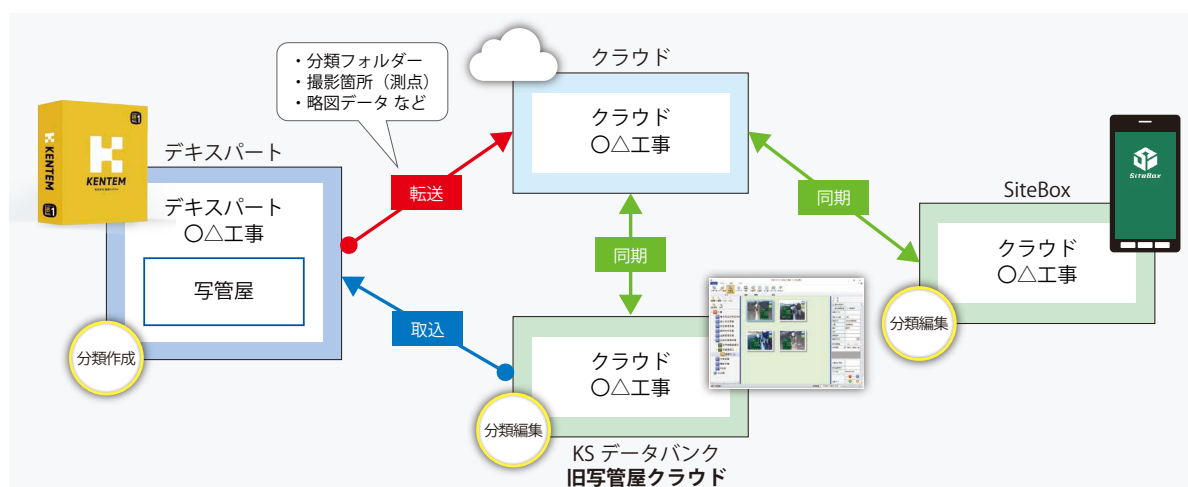 ・分類フォルダー
・撮影箇所（測点）
・略図データ など
クラウド
クラウド
〇△工事
KENTEM
KENTEM
デキスパート
デキスパート
〇△工事
写管屋
分類作成
転送
同期
同期
取込
SiteBox
SiteBox
クラウド
〇△工事
分類編集
クラウド
〇△工事
分類編集
KS データバンク
旧写管屋クラウド